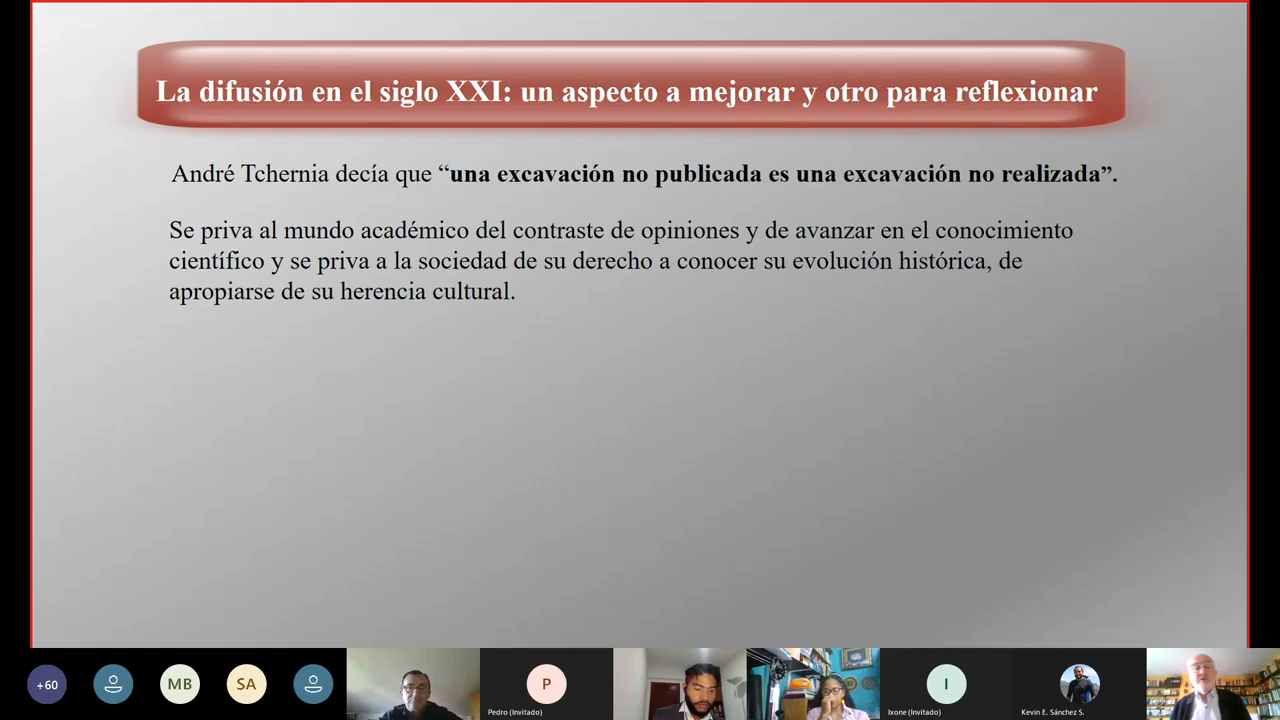 La difusión en el siglo XXI: un aspecto a mejorar y otro para reflexionar
André Tchernia decía que “una excavación no publicada es una excavación no realizada”.
Se priva al mundo académico del contraste de opiniones y de avanzar en el conocimiento
científico y se priva a la sociedad de su derecho a conocer su evolución histórica, de
apropiarse de su herencia cultural.
+60
MB
SA
P
Pedro (Invitado)
I
Ixone (Invitado)
Kevin E. Sánchez S.